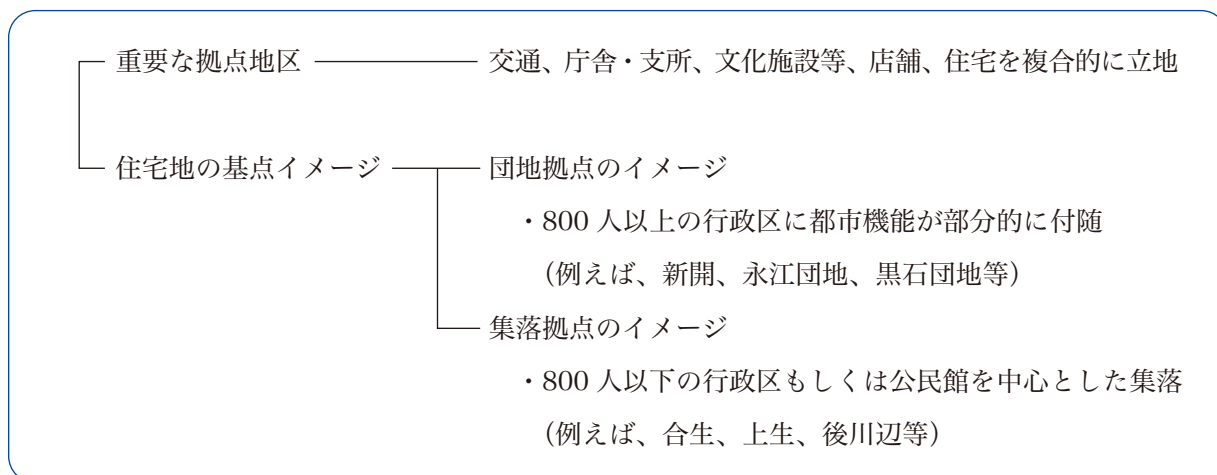 重要な拠点地区 交通、庁舎・支所、文化施設等、店舗、住宅を複合的に立地
住宅地の基点イメージ 団地拠点のイメージ
・800 人以上の行政区に都市機能が部分的に付随
（例えば、新開、永江団地、黒石団地等）
集落拠点のイメージ
・800 人以下の行政区もしくは公民館を中心とした集落
（例えば、合生、上生、後川辺等）